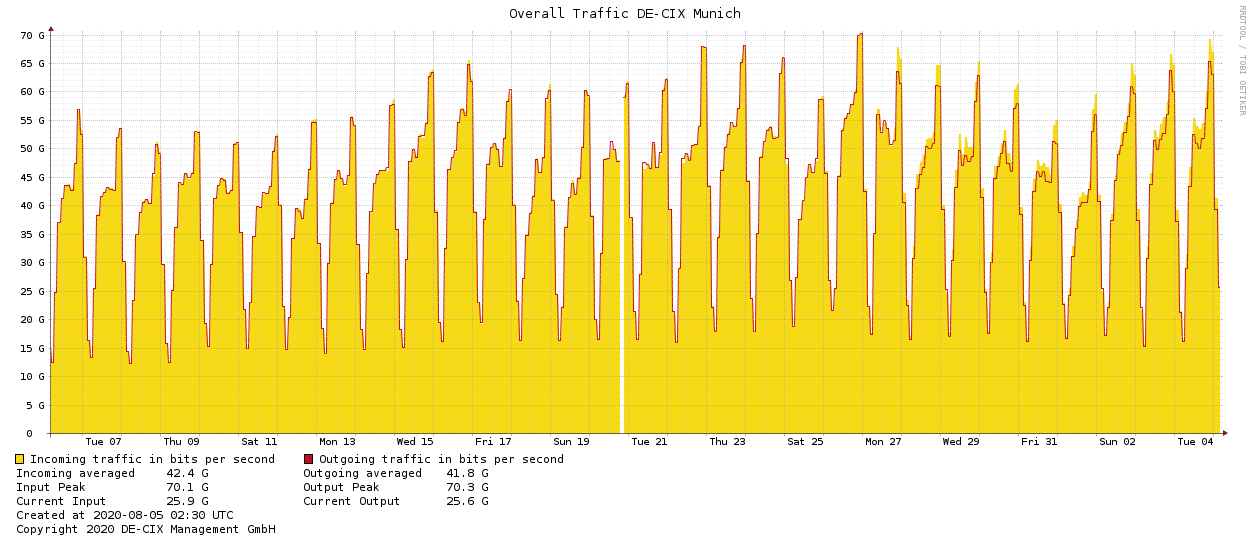 Overall Traffic DE-CIX Munich
RRDTOOL / TOBI OETIKER
70 G
65 G
60 G
55 G
50 G
45 G
40 G
35 G
30 G
25 G
20 G
15 G
10 G
5 G
0
Tue 07 Thu 09 Sat 11 Mon 13 Wed 15 Fri 17 Sun 19 Tue 21 Thu 23 Sat 25 Mon 27 Wed 29 Fri 31 Sun 02 Tue 04
Incoming traffic in bits per second Outgoing traffic in bits per second
Incoming averaged 42.4 G Outgoing averaged 41.8 G
Input Peak 70.1 G Output Peak 70.3 G
Current Input 25.9 G Current Output 25.6 G
Created at 2020-08-05 02:30 UTC
Copyright 2020 DE-CIX Management GmbH